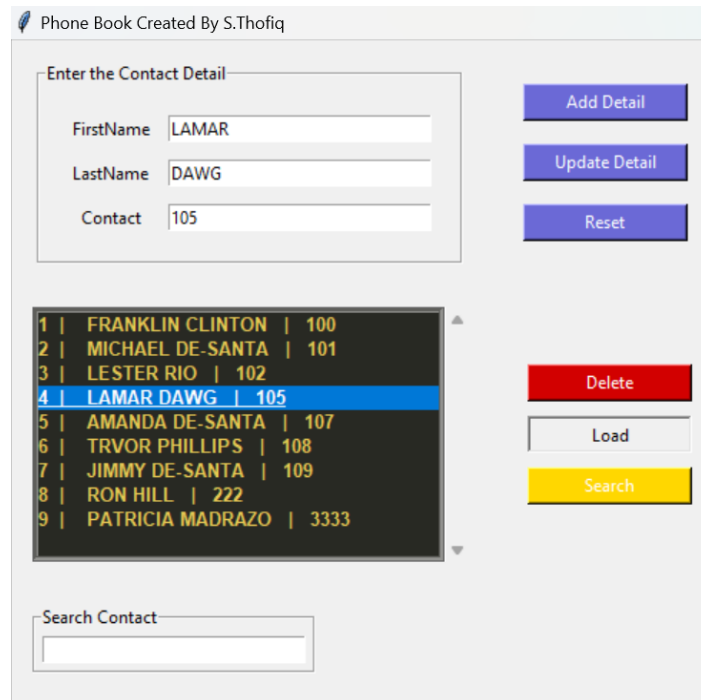 Phone Book Created By S.Thofiq
Enter the Contact Detail
FirstName LAMAR
LastName DAWG
Contact 105
Add Detail
Update Detail
Reset
1 | FRANKLIN CLINTON | 100
2 | MICHAEL DE-SANTA | 101
3 | LESTER RIO | 102
4 | LAMAR DAWG | 105
5 | AMANDA DE-SANTA | 107
6 | TRVOR PHILLIPS | 108
7 | JIMMY DE-SANTA | 109
8 | RON HILL | 222
9 | PATRICIA MADRAZO | 3333
Delete
Load
Search
Search Contact